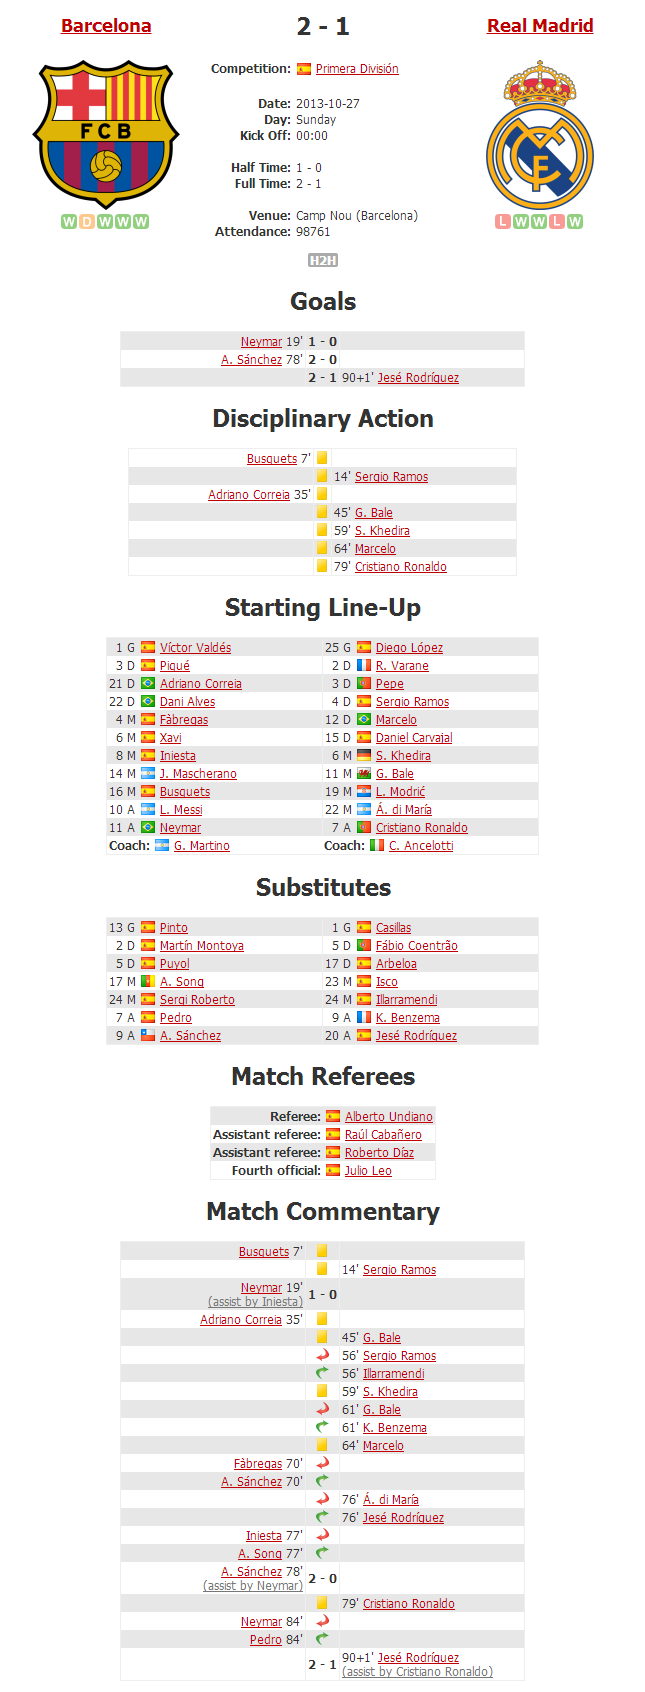 Barcelona 2 - 1 Real Madrid
Competition: Primera División
FCB
Date: 2013-10-27
Day: Sunday
Kick Off: 00:00
Half Time: 1 - 0
Full Time: 2 - 1
Venue: Camp Nou (Barcelona)
Attendance: 98761
W D W W W
L W W L W
H2H
Goals
Neymar 19' 1 - 0
A. Sánchez 78' 2 - 0
2 - 1 90+1' Jesé Rodríguez
Disciplinary Action
Busquets 7'
14' Sergio Ramos
Adriano Correia 35'
45' G. Bale
59' S. Khedira
64' Marcelo
79' Cristiano Ronaldo
Starting Line-Up
1 G Víctor Valdés 25 G Diego López
3 D Piqué 2 D R. Varane
21 D Adriano Correia 3 D Pepe
22 D Dani Alves 4 D Sergio Ramos
4 M Fàbregas 12 D Marcelo
6 M Xavi 15 D Daniel Carvajal
8 M Iniesta 6 M S. Khedira
14 M J. Mascherano 11 M G. Bale
16 M Busquets 19 M L. Modrić
10 A L. Messi 22 M Á. di María
11 A Neymar 7 A Cristiano Ronaldo
Coach: G. Martino Coach: C. Ancelotti
Substitutes
13 G Pinto 1 G Casillas
2 D Martín Montoya 5 D Fábio Coentrão
5 D Puyol 17 D Arbeloa
17 M A. Song 23 M Isco
24 M Sergi Roberto 24 M Illarramendi
7 A Pedro 9 A K. Benzema
9 A A. Sánchez 20 A Jesé Rodríguez
Match Referees
Referee: Alberto Undiano
Assistant referee: Raúl Cabañero
Assistant referee: Roberto Díaz
Fourth official: Julio Leo
Match Commentary
Busquets 7'
14' Sergio Ramos
Neymar 19' 1 - 0
(assist by Iniesta)
Adriano Correia 35'
45' G. Bale
56' Sergio Ramos
56' Illarramendi
59' S. Khedira
61' G. Bale
61' K. Benzema
64' Marcelo
Fàbregas 70'
A. Sánchez 70'
76' Á. di María
76' Jesé Rodríguez
Iniesta 77'
A. Song 77'
A. Sánchez 78' 2 - 0
(assist by Neymar)
79' Cristiano Ronaldo
Neymar 84'
Pedro 84'
2 - 1 90+1' Jesé Rodríguez
(assist by Cristiano Ronaldo)